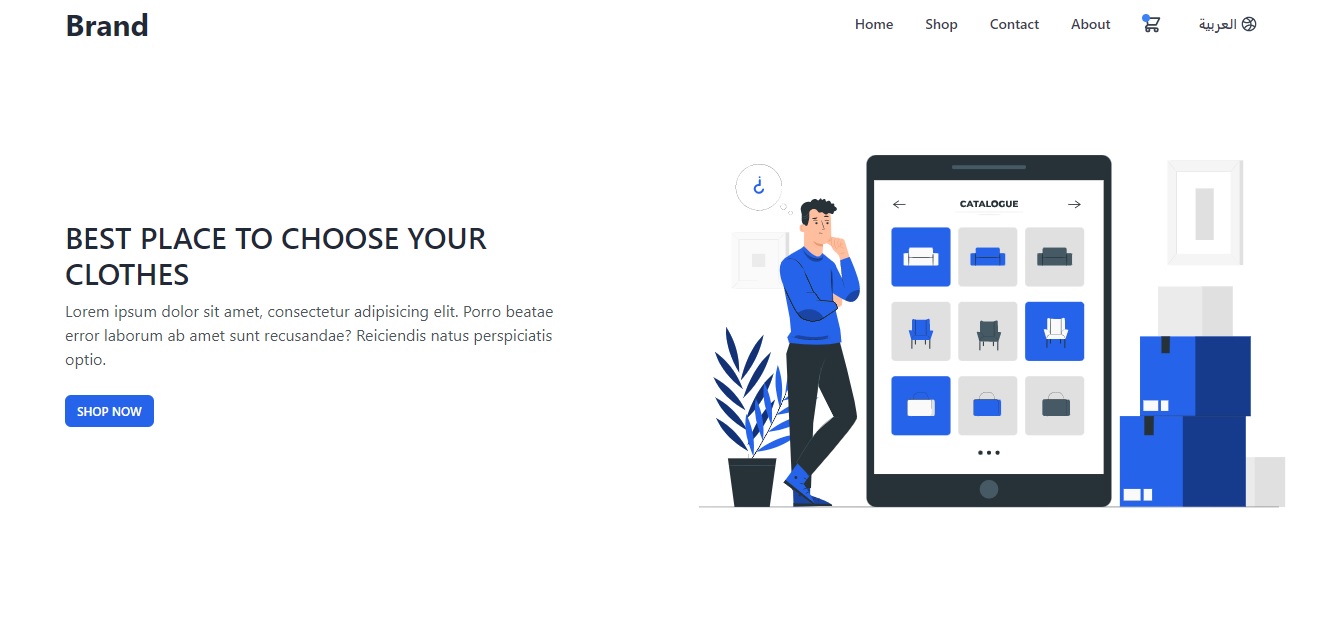 Brand
Home
Shop
Contact
About
العربية
¿
CATALOGUE
BEST PLACE TO CHOOSE YOUR
CLOTHES
Lorem ipsum dolor sit amet, consectetur adipisicing elit. Porro beatae
error laborum ab amet sunt recusandae? Reiciendis natus perspiciatis
optio.
SHOP NOW